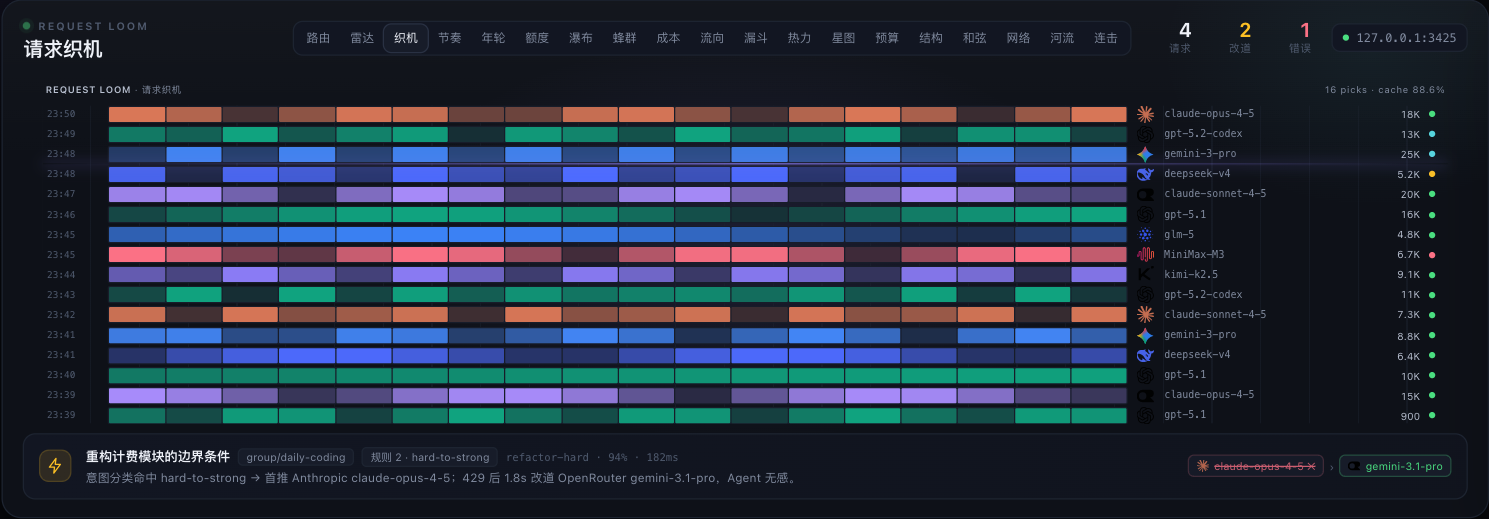 REQUEST LOOM
请求织机
路由 雷达 织机 节奏 年轮 额度 瀑布 蜂群 成本 流向 漏斗 热力 星图 预算 结构 和弦 网络 河流 连击
4 请求
2 改道
1 错误
127.0.0.1:3425
REQUEST LOOM · 请求织机
16 picks · cache 88.6%
23:50 claude-opus-4-5 18K
23:49 gpt-5.2-codex 13K
23:48 gemini-3-pro 25K
23:48 deepseek-v4 5.2K
23:47 claude-sonnet-4-5 20K
23:46 gpt-5.1 16K
23:45 glm-5 4.8K
23:45 MiniMax-M3 6.7K
23:44 kimi-k2.5 9.1K
23:43 gpt-5.2-codex 11K
23:42 claude-sonnet-4-5 7.3K
23:41 gemini-3-pro 8.8K
23:41 deepseek-v4 6.4K
23:40 gpt-5.1 10K
23:39 claude-opus-4-5 15K
23:39 gpt-5.1 900
重构计费模块的边界条件 group/daily-coding 规则 2 · hard-to-strong refactor-hard · 94% · 182ms
意图分类命中 hard-to-strong → 首推 Anthropic claude-opus-4-5；429 后 1.8s 改道 OpenRouter gemini-3.1-pro，Agent 无感。
claude-opus-4-5 ✕ › gemini-3.1-pro